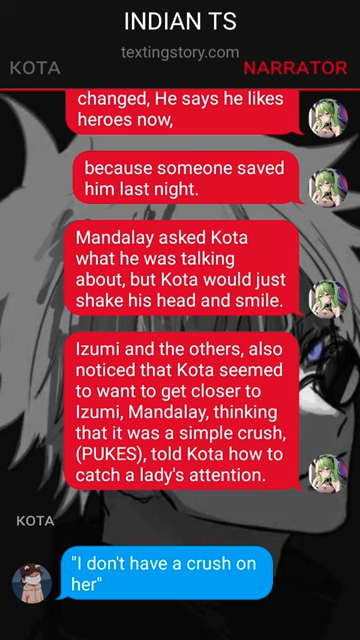 INDIAN TS
textingstory.com
KOTA
NARRATOR
changed, He says he likes
heroes now,
because someone saved
him last night.
Mandalay asked Kota
what he was talking
about, but Kota would just
shake his head and smile.
Izumi and the others, also
noticed that Kota seemed
to want to get closer to
Izumi, Mandalay, thinking
that it was a simple crush,
(PUKES), told Kota how to
catch a lady's attention.
KOTA
"I don't have a crush on
her"